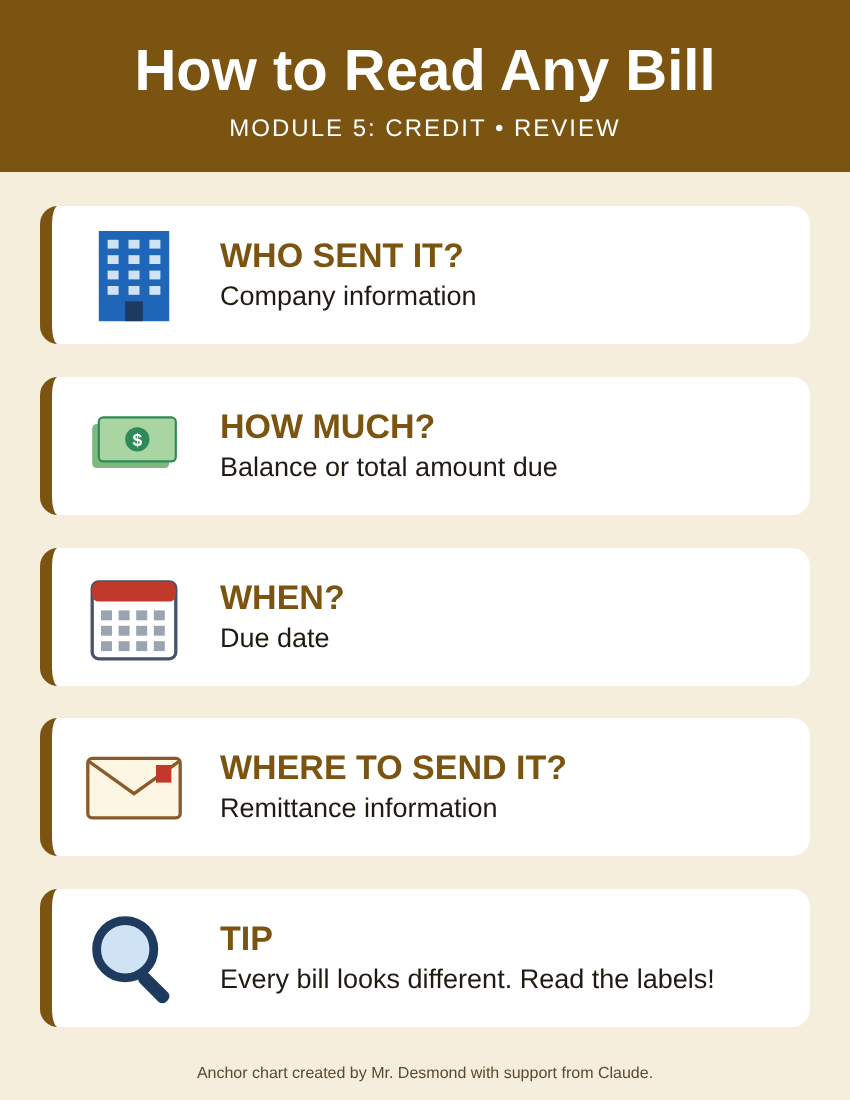 How to Read Any Bill
MODULE 5: CREDIT • REVIEW
WHO SENT IT?
Company information
$
HOW MUCH?
Balance or total amount due
WHEN?
Due date
WHERE TO SEND IT?
Remittance information
TIP
Every bill looks different. Read the labels!
Anchor chart created by Mr. Desmond with support from Claude.